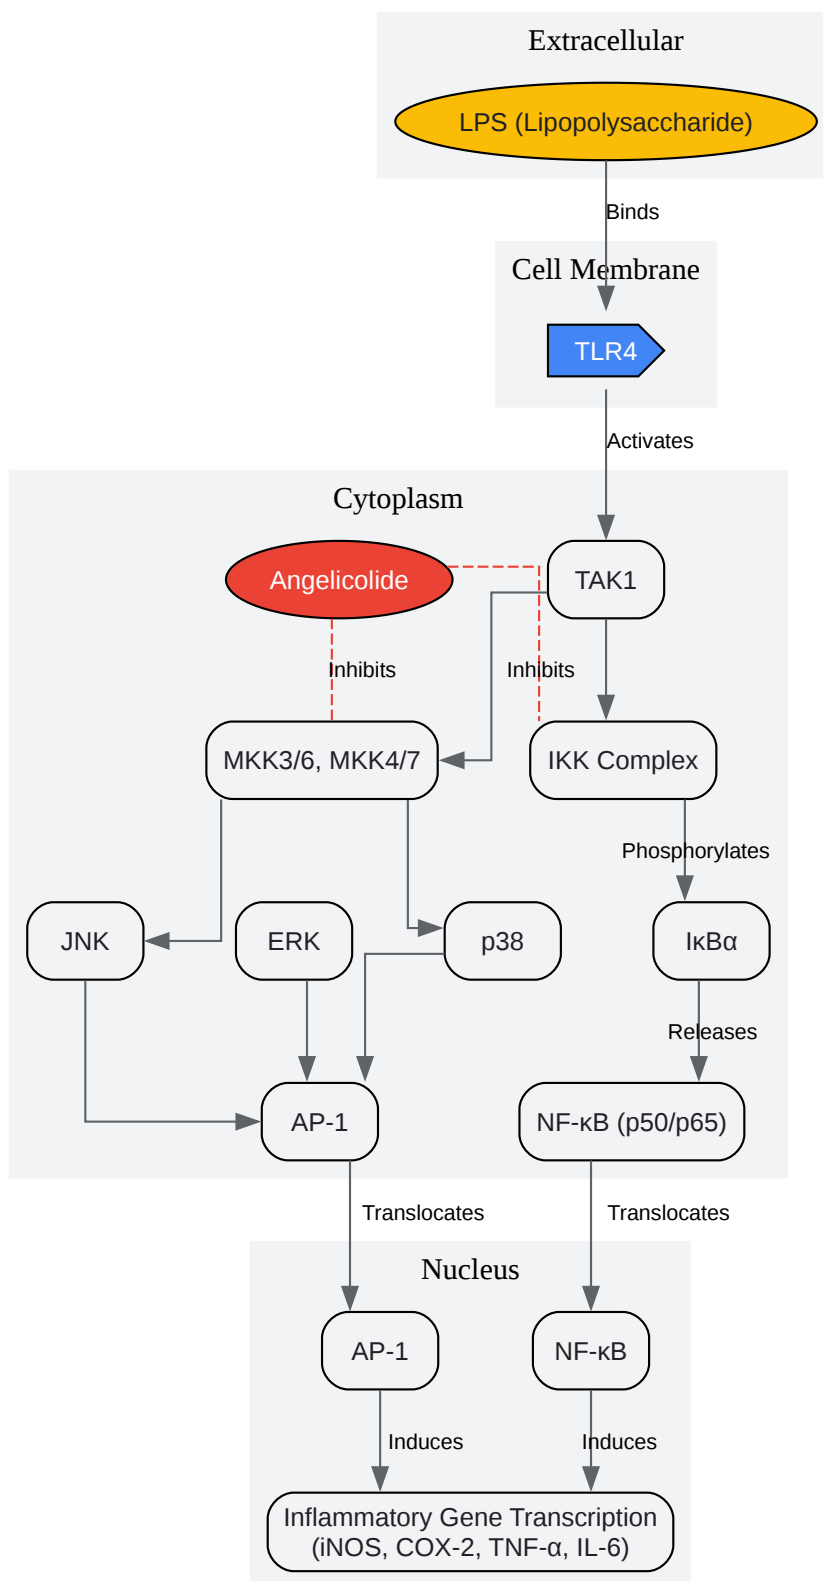 Extracellular
LPS (Lipopolysaccharide)
Binds
Cell Membrane
TLR4
Activates
Cytoplasm
Angelicolide
TAK1
Inhibits
Inhibits
MKK3/6, MKK4/7
IKK Complex
Phosphorylates
JNK
ERK
p38
IκBα
Releases
AP-1
NF-κB (p50/p65)
Translocates
Translocates
Nucleus
AP-1
NF-κB
Induces
Induces
Inflammatory Gene Transcription
(iNOS, COX-2, TNF-α, IL-6)